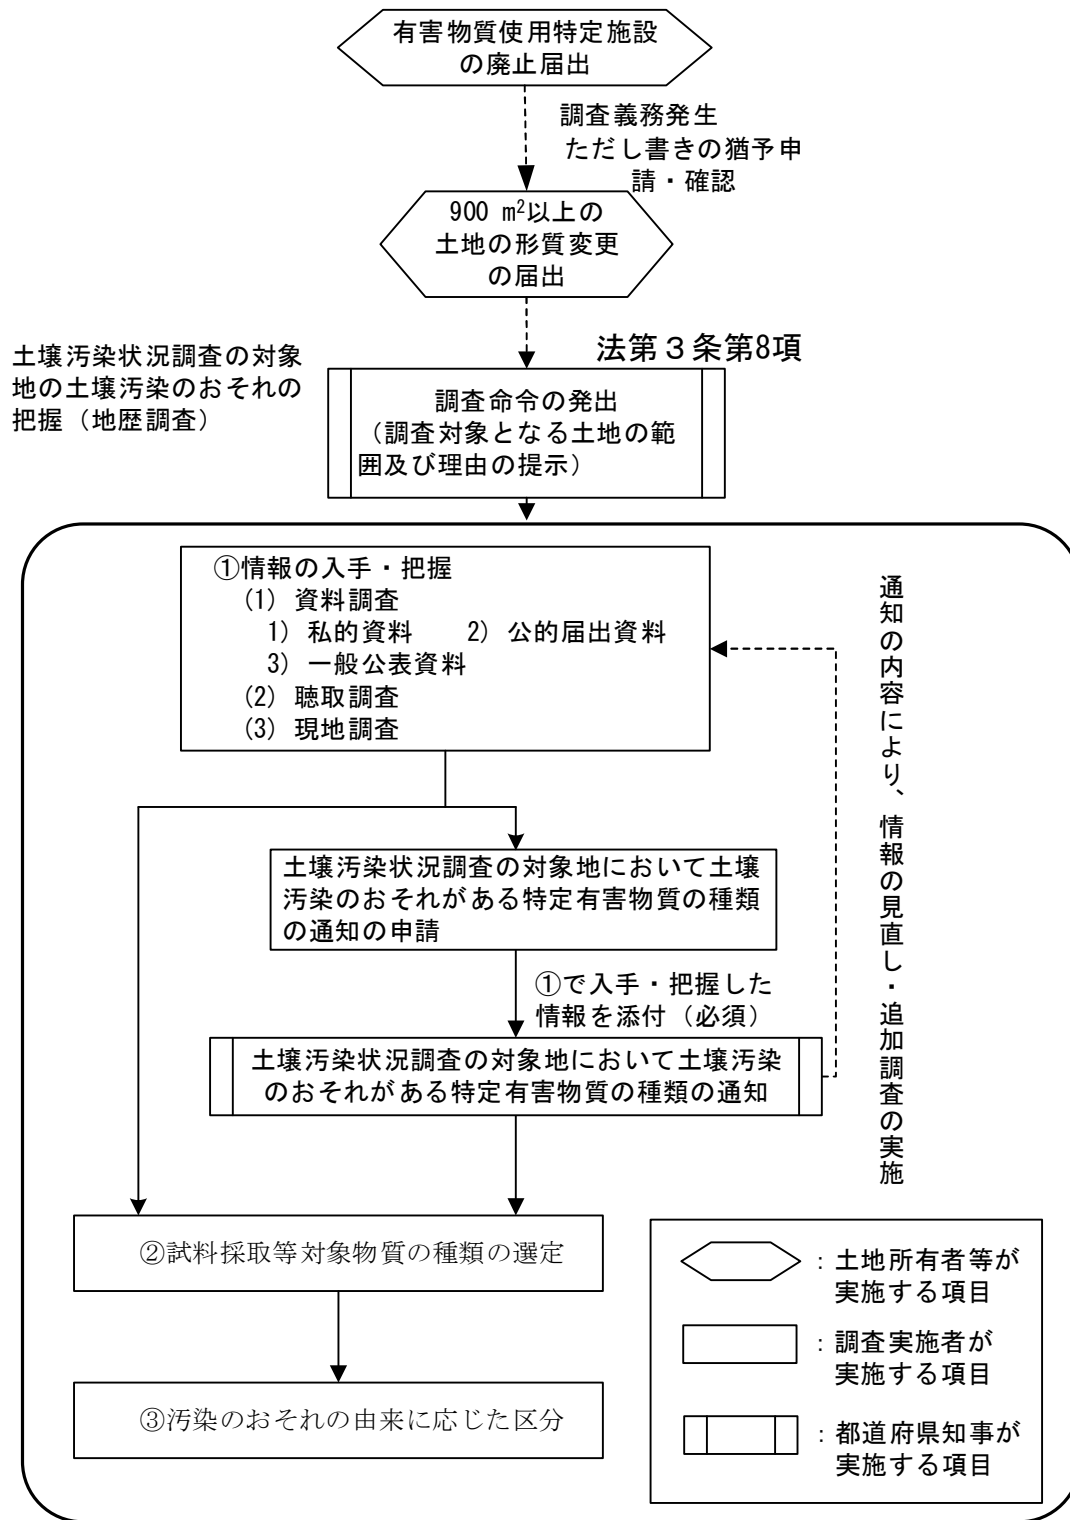 有害物質使用特定施設
の廃止届出
調査義務発生
ただし書きの猶予申
請・確認
900 m²以上の
土地の形質変更
の届出
土壌汚染状況調査の対象
地の土壌汚染のおそれの
把握（地歴調査）
法第３条第8項
調査命令の発出
（調査対象となる土地の範
囲及び理由の提示）
①情報の入手・把握
(1) 資料調査
1) 私的資料　2) 公的届出資料
3) 一般公表資料
(2) 聴取調査
(3) 現地調査
通知の内容により、情報の見直し・追加調査の実施
土壌汚染状況調査の対象地において土壌
汚染のおそれがある特定有害物質の種類
の通知の申請
①で入手・把握した
情報を添付（必須）
土壌汚染状況調査の対象地において土壌汚染
のおそれがある特定有害物質の種類の通知
②試料採取等対象物質の種類の選定
③汚染のおそれの由来に応じた区分
：土地所有者等が
実施する項目
：調査実施者が
実施する項目
：都道府県知事が
実施する項目